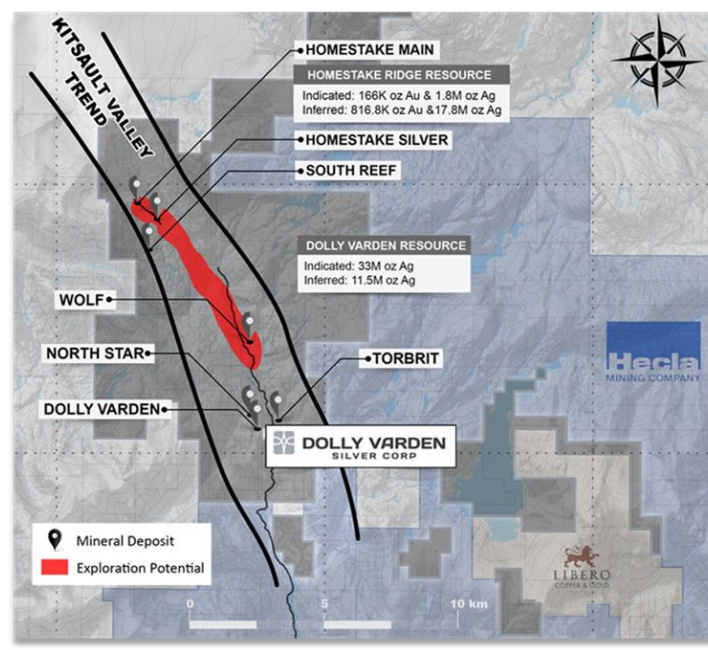 KITSAULT VALLEY
TREND
HOMESTAKE MAIN
HOMESTAKE RIDGE RESOURCE
Indicated: 166K oz Au & 1.8M oz Ag
Inferred: 816.8K oz Au &17.8M oz Ag
HOMESTAKE SILVER
SOUTH REEF
DOLLY VARDEN RESOURCE
Indicated: 33M oz Ag
Inferred: 11.5M oz Ag
WOLF
Hecla
MINING COMPANY
NORTH STAR
TORBRIT
DOLLY VARDEN
DOLLY VARDEN
SILVER CORP
Mineral Deposit
Exploration Potential
LIBERO
COPPER & GOLD
0 5 10 km